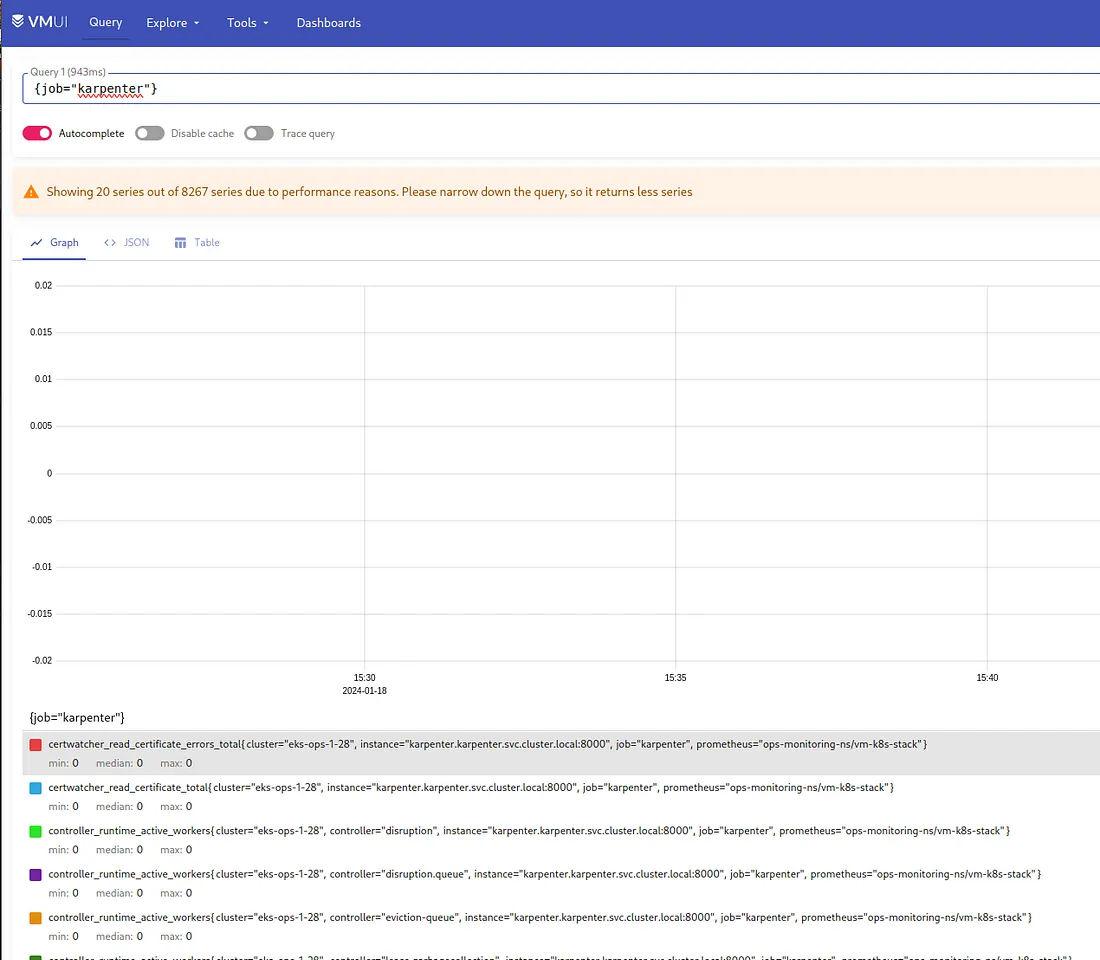 VMUI Query Explore Tools Dashboards
Query 1 (943ms)
{job="karpenter"}
Autocomplete Disable cache Trace query
Showing 20 series out of 8267 series due to performance reasons. Please narrow down the query, so it returns less series
Graph JSON Table
0.02
0.015
0.01
0.005
0
-0.005
-0.01
-0.015
-0.02
15:30 15:35 15:40
2024-01-18
{job="karpenter"}
certwatcher_read_certificate_errors_total{cluster="eks-ops-1-28", instance="karpenter.karpenter.svc.cluster.local:8000", job="karpenter", prometheus="ops-monitoring-ns/vm-k8s-stack"}
min: 0 median: 0 max: 0
certwatcher_read_certificate_total{cluster="eks-ops-1-28", instance="karpenter.karpenter.svc.cluster.local:8000", job="karpenter", prometheus="ops-monitoring-ns/vm-k8s-stack"}
min: 0 median: 0 max: 0
controller_runtime_active_workers{cluster="eks-ops-1-28", controller="disruption", instance="karpenter.karpenter.svc.cluster.local:8000", job="karpenter", prometheus="ops-monitoring-ns/vm-k8s-stack"}
min: 0 median: 0 max: 0
controller_runtime_active_workers{cluster="eks-ops-1-28", controller="disruption.queue", instance="karpenter.karpenter.svc.cluster.local:8000", job="karpenter", prometheus="ops-monitoring-ns/vm-k8s-stack"}
min: 0 median: 0 max: 0
controller_runtime_active_workers{cluster="eks-ops-1-28", controller="eviction-queue", instance="karpenter.karpenter.svc.cluster.local:8000", job="karpenter", prometheus="ops-monitoring-ns/vm-k8s-stack"}
min: 0 median: 0 max: 0